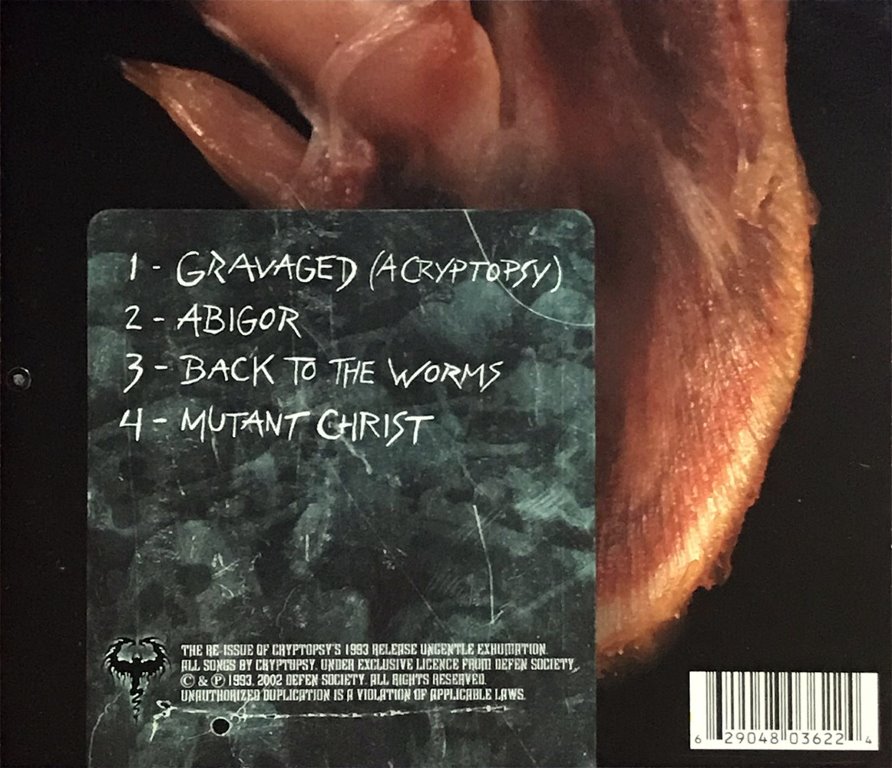 1 - GRAVAGED (A CRYPTOPSY)
2 - ABIGOR
3 - BACK TO THE WORMS
4 - MUTANT CHRIST
THE RE-ISSUE OF CRYPTOPSY'S 1993 RELEASE UNGENTLE EXHUMATION.
ALL SONGS BY CRYPTOPSY. UNDER EXCLUSIVE LICENCE FROM DEFEN SOCIETY.
© & ℗ 1993, 2002 DEFEN SOCIETY. ALL RIGHTS RESERVED.
UNAUTHORIZED DUPLICATION IS A VIOLATION OF APPLICABLE LAWS.
6 29048 03622 4